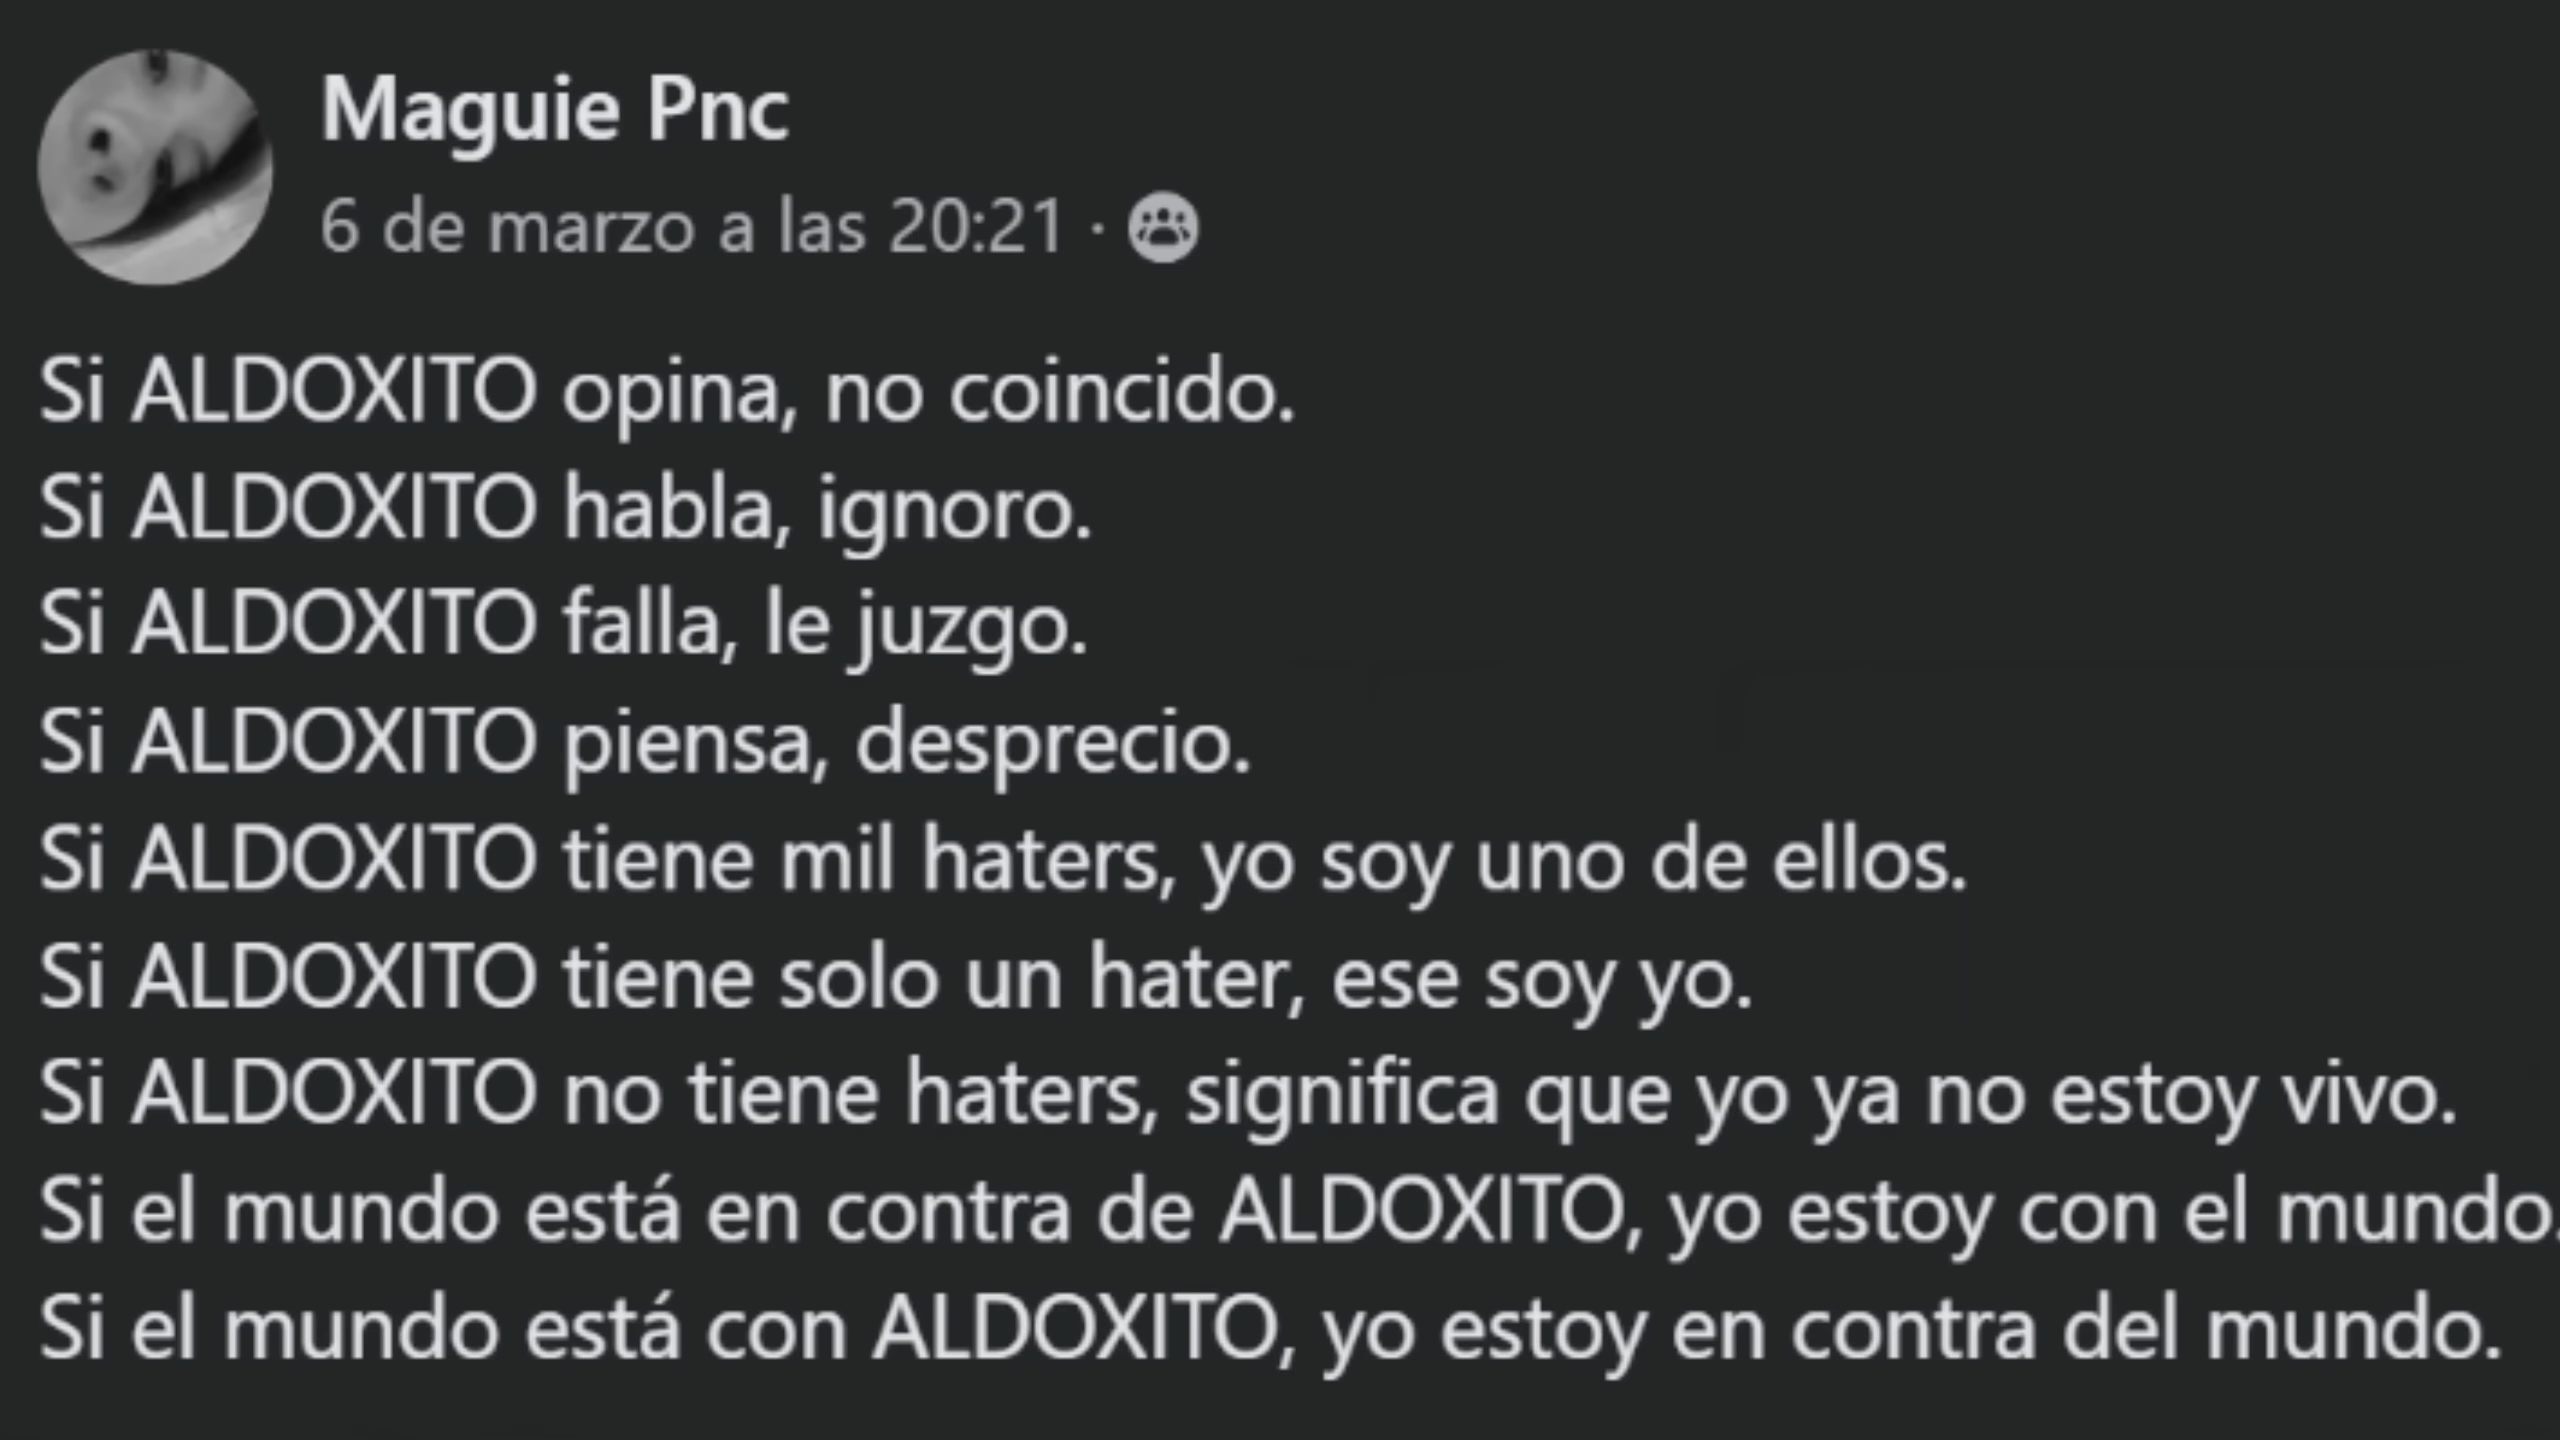 Maguie Pnc
6 de marzo a las 20:21 ·
Si ALDOXITO opina, no coincido.
Si ALDOXITO habla, ignoro.
Si ALDOXITO falla, le juzgo.
Si ALDOXITO piensa, desprecio.
Si ALDOXITO tiene mil haters, yo soy uno de ellos.
Si ALDOXITO tiene solo un hater, ese soy yo.
Si ALDOXITO no tiene haters, significa que yo ya no estoy vivo.
Si el mundo está en contra de ALDOXITO, yo estoy con el mundo.
Si el mundo está con ALDOXITO, yo estoy en contra del mundo.